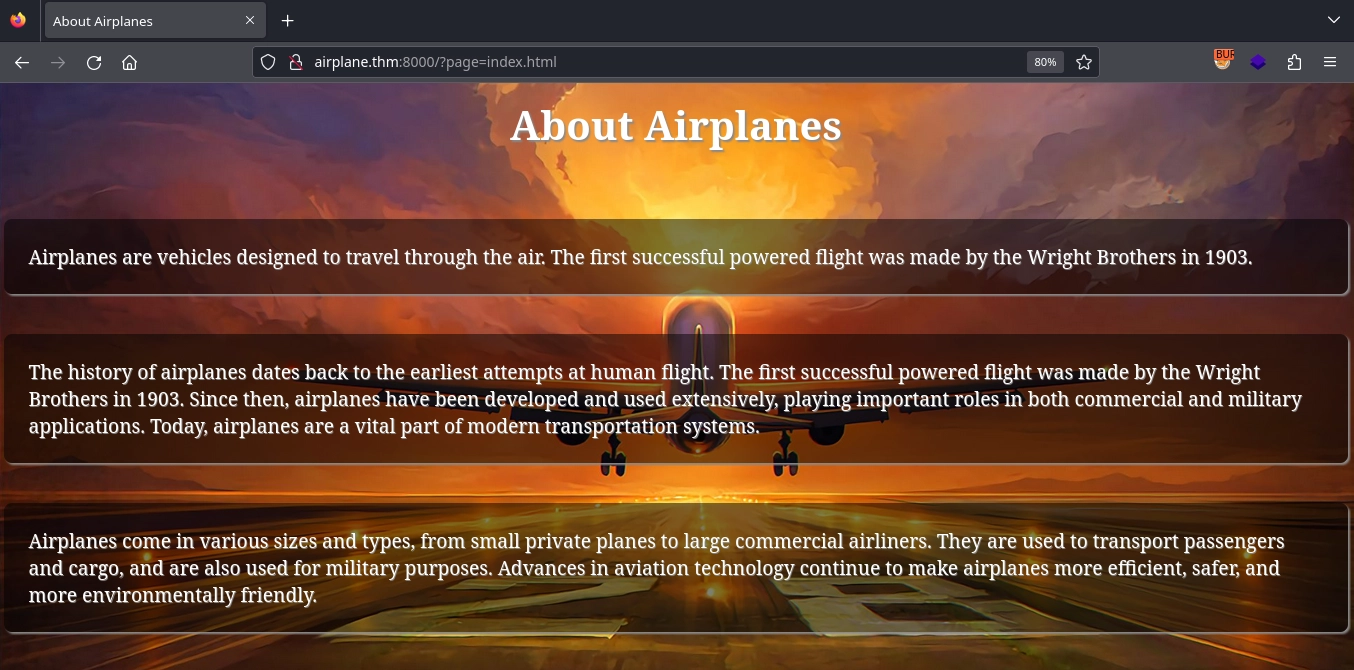 About Airplanes
airplane.thm:8000/?page=index.html
80%
BUR
About Airplanes
Airplanes are vehicles designed to travel through the air. The first successful powered flight was made by the Wright Brothers in 1903.
The history of airplanes dates back to the earliest attempts at human flight. The first successful powered flight was made by the Wright
Brothers in 1903. Since then, airplanes have been developed and used extensively, playing important roles in both commercial and military
applications. Today, airplanes are a vital part of modern transportation systems.
Airplanes come in various sizes and types, from small private planes to large commercial airliners. They are used to transport passengers
and cargo, and are also used for military purposes. Advances in aviation technology continue to make airplanes more efficient, safer, and
more environmentally friendly.